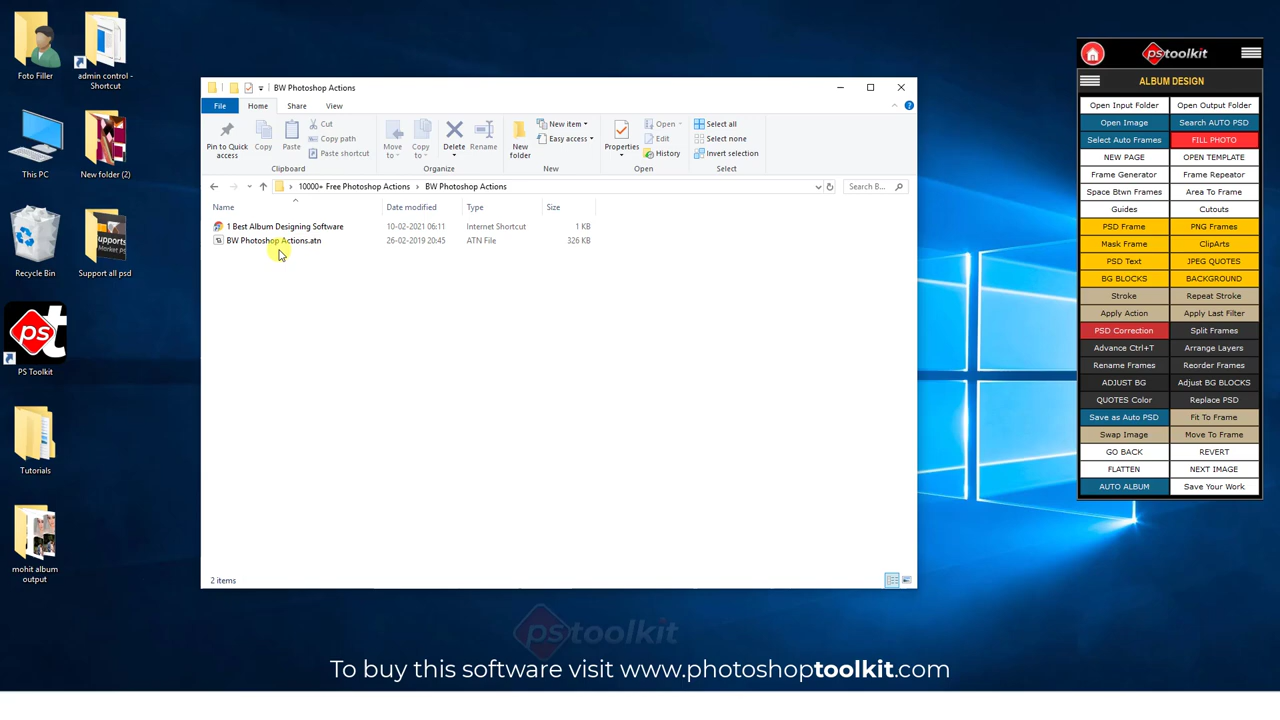 Foto Filler
admin control -
Shortcut
This PC
New folder (2)
Recycle Bin
Supports
Market PS
Support all psd
pst
PS Toolkit
Tutorials
mohit album
output
BW Photoshop Actions
File
Home
Share
View
Pin to Quick
access
Copy
Paste
Cut
Copy path
Paste shortcut
Clipboard
Move
to
Copy
to
Delete
Rename
Organize
New
folder
New item
Easy access
New
Properties
Open
Edit
History
Open
Select all
Select none
Invert selection
Select
10000+ Free Photoshop Actions > BW Photoshop Actions
Search B...
Name
Date modified
Type
Size
1 Best Album Designing Software
10-02-2021 06:11
Internet Shortcut
1 KB
BW Photoshop Actions.atn
26-02-2019 20:45
ATN File
326 KB
2 items
pstoolkit
ALBUM DESIGN
Open Input Folder
Open Output Folder
Open Image
Search AUTO PSD
Select Auto Frames
FILL PHOTO
NEW PAGE
OPEN TEMPLATE
Frame Generator
Frame Repeator
Space Btwn Frames
Area To Frame
Guides
Cutouts
PSD Frame
PNG Frames
Mask Frame
ClipArts
PSD Text
JPEG QUOTES
BG BLOCKS
BACKGROUND
Stroke
Repeat Stroke
Apply Action
Apply Last Filter
PSD Correction
Split Frames
Advance Ctrl+T
Arrange Layers
Rename Frames
Reorder Frames
ADJUST BG
Adjust BG BLOCKS
QUOTES Color
Replace PSD
Save as Auto PSD
Fit To Frame
Swap Image
Move To Frame
GO BACK
REVERT
FLATTEN
NEXT IMAGE
AUTO ALBUM
Save Your Work
pstoolkit
To buy this software visit www.photoshoptoolkit.com